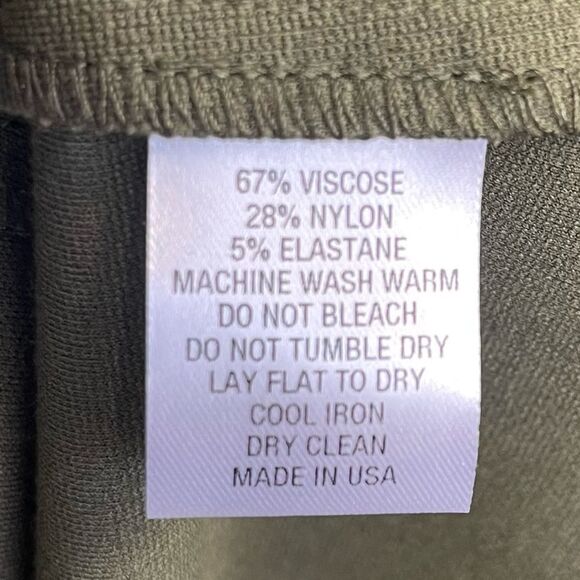 67% VISCOSE
28% NYLON
5% ELASTANE
MACHINE WASH WARM
DO NOT BLEACH
DO NOT TUMBLE DRY
LAY FLAT TO DRY
COOL IRON
DRY CLEAN
MADE IN USA